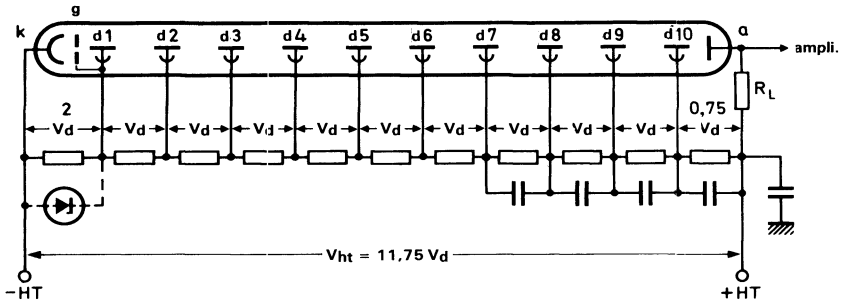 g
k d1 d2 d3 d4 d5 d6 d7 d8 d9 d10 a
ampli.
RL
2 0,75
Vd Vd Vd Vd Vd Vd Vd Vd Vd Vd Vd
Vht = 11,75 Vd
−HT +HT